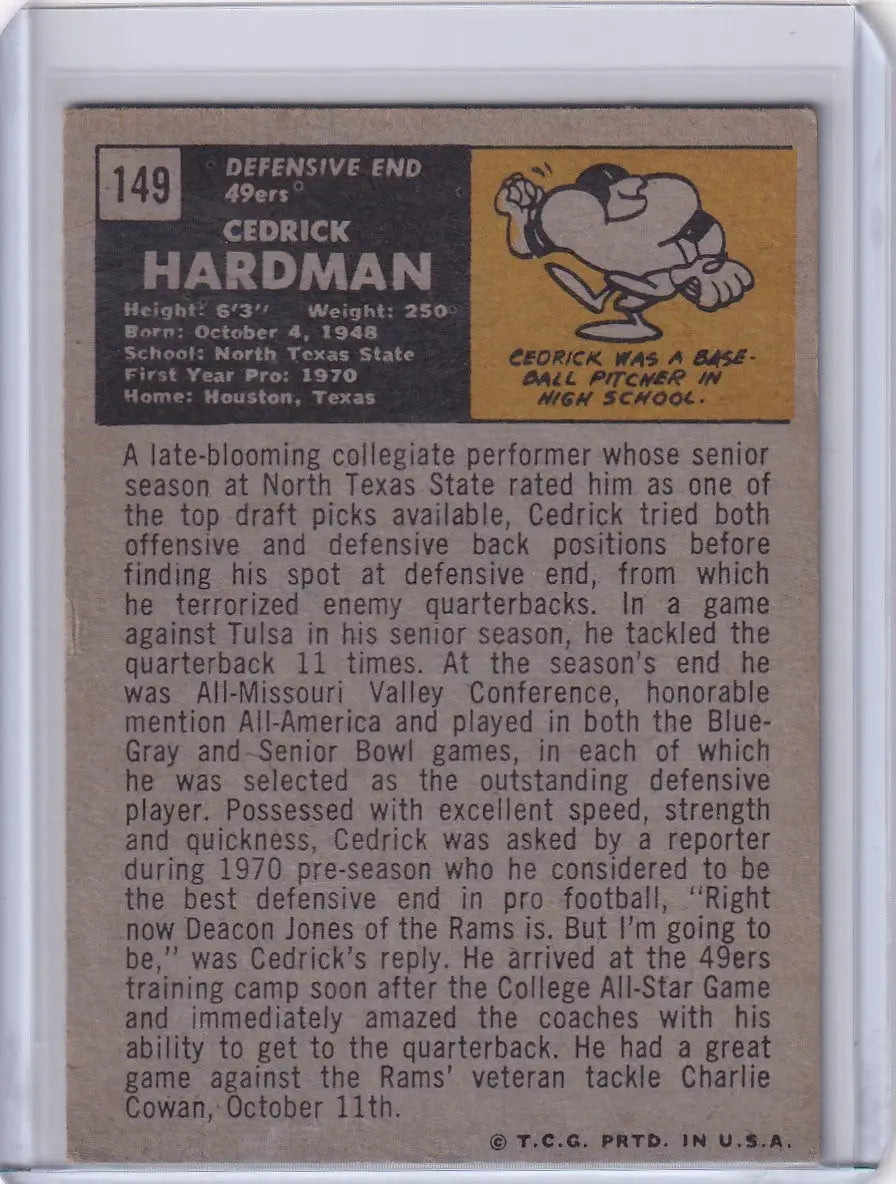 149
DEFENSIVE END
49ers
CEDRICK
HARDMAN
Height: 6'3" Weight: 250
Born: October 4, 1948
School: North Texas State
First Year Pro: 1970
Home: Houston, Texas
CEDRICK WAS A BASE-
BALL PITCHER IN
HIGH SCHOOL.
A late-blooming collegiate performer whose senior
season at North Texas State rated him as one of
the top draft picks available, Cedrick tried both
offensive and defensive back positions before
finding his spot at defensive end, from which
he terrorized enemy quarterbacks. In a game
against Tulsa in his senior season, he tackled the
quarterback 11 times. At the season's end he
was All-Missouri Valley Conference, honorable
mention All-America and played in both the Blue-
Gray and Senior Bowl games, in each of which
he was selected as the outstanding defensive
player. Possessed with excellent speed, strength
and quickness, Cedrick was asked by a reporter
during 1970 pre-season who he considered to be
the best defensive end in pro football, "Right
now Deacon Jones of the Rams is. But I'm going to
be," was Cedrick's reply. He arrived at the 49ers
training camp soon after the College All-Star Game
and immediately amazed the coaches with his
ability to get to the quarterback. He had a great
game against the Rams' veteran tackle Charlie
Cowan, October 11th.
© T.C.G. PRTD. IN U.S.A.